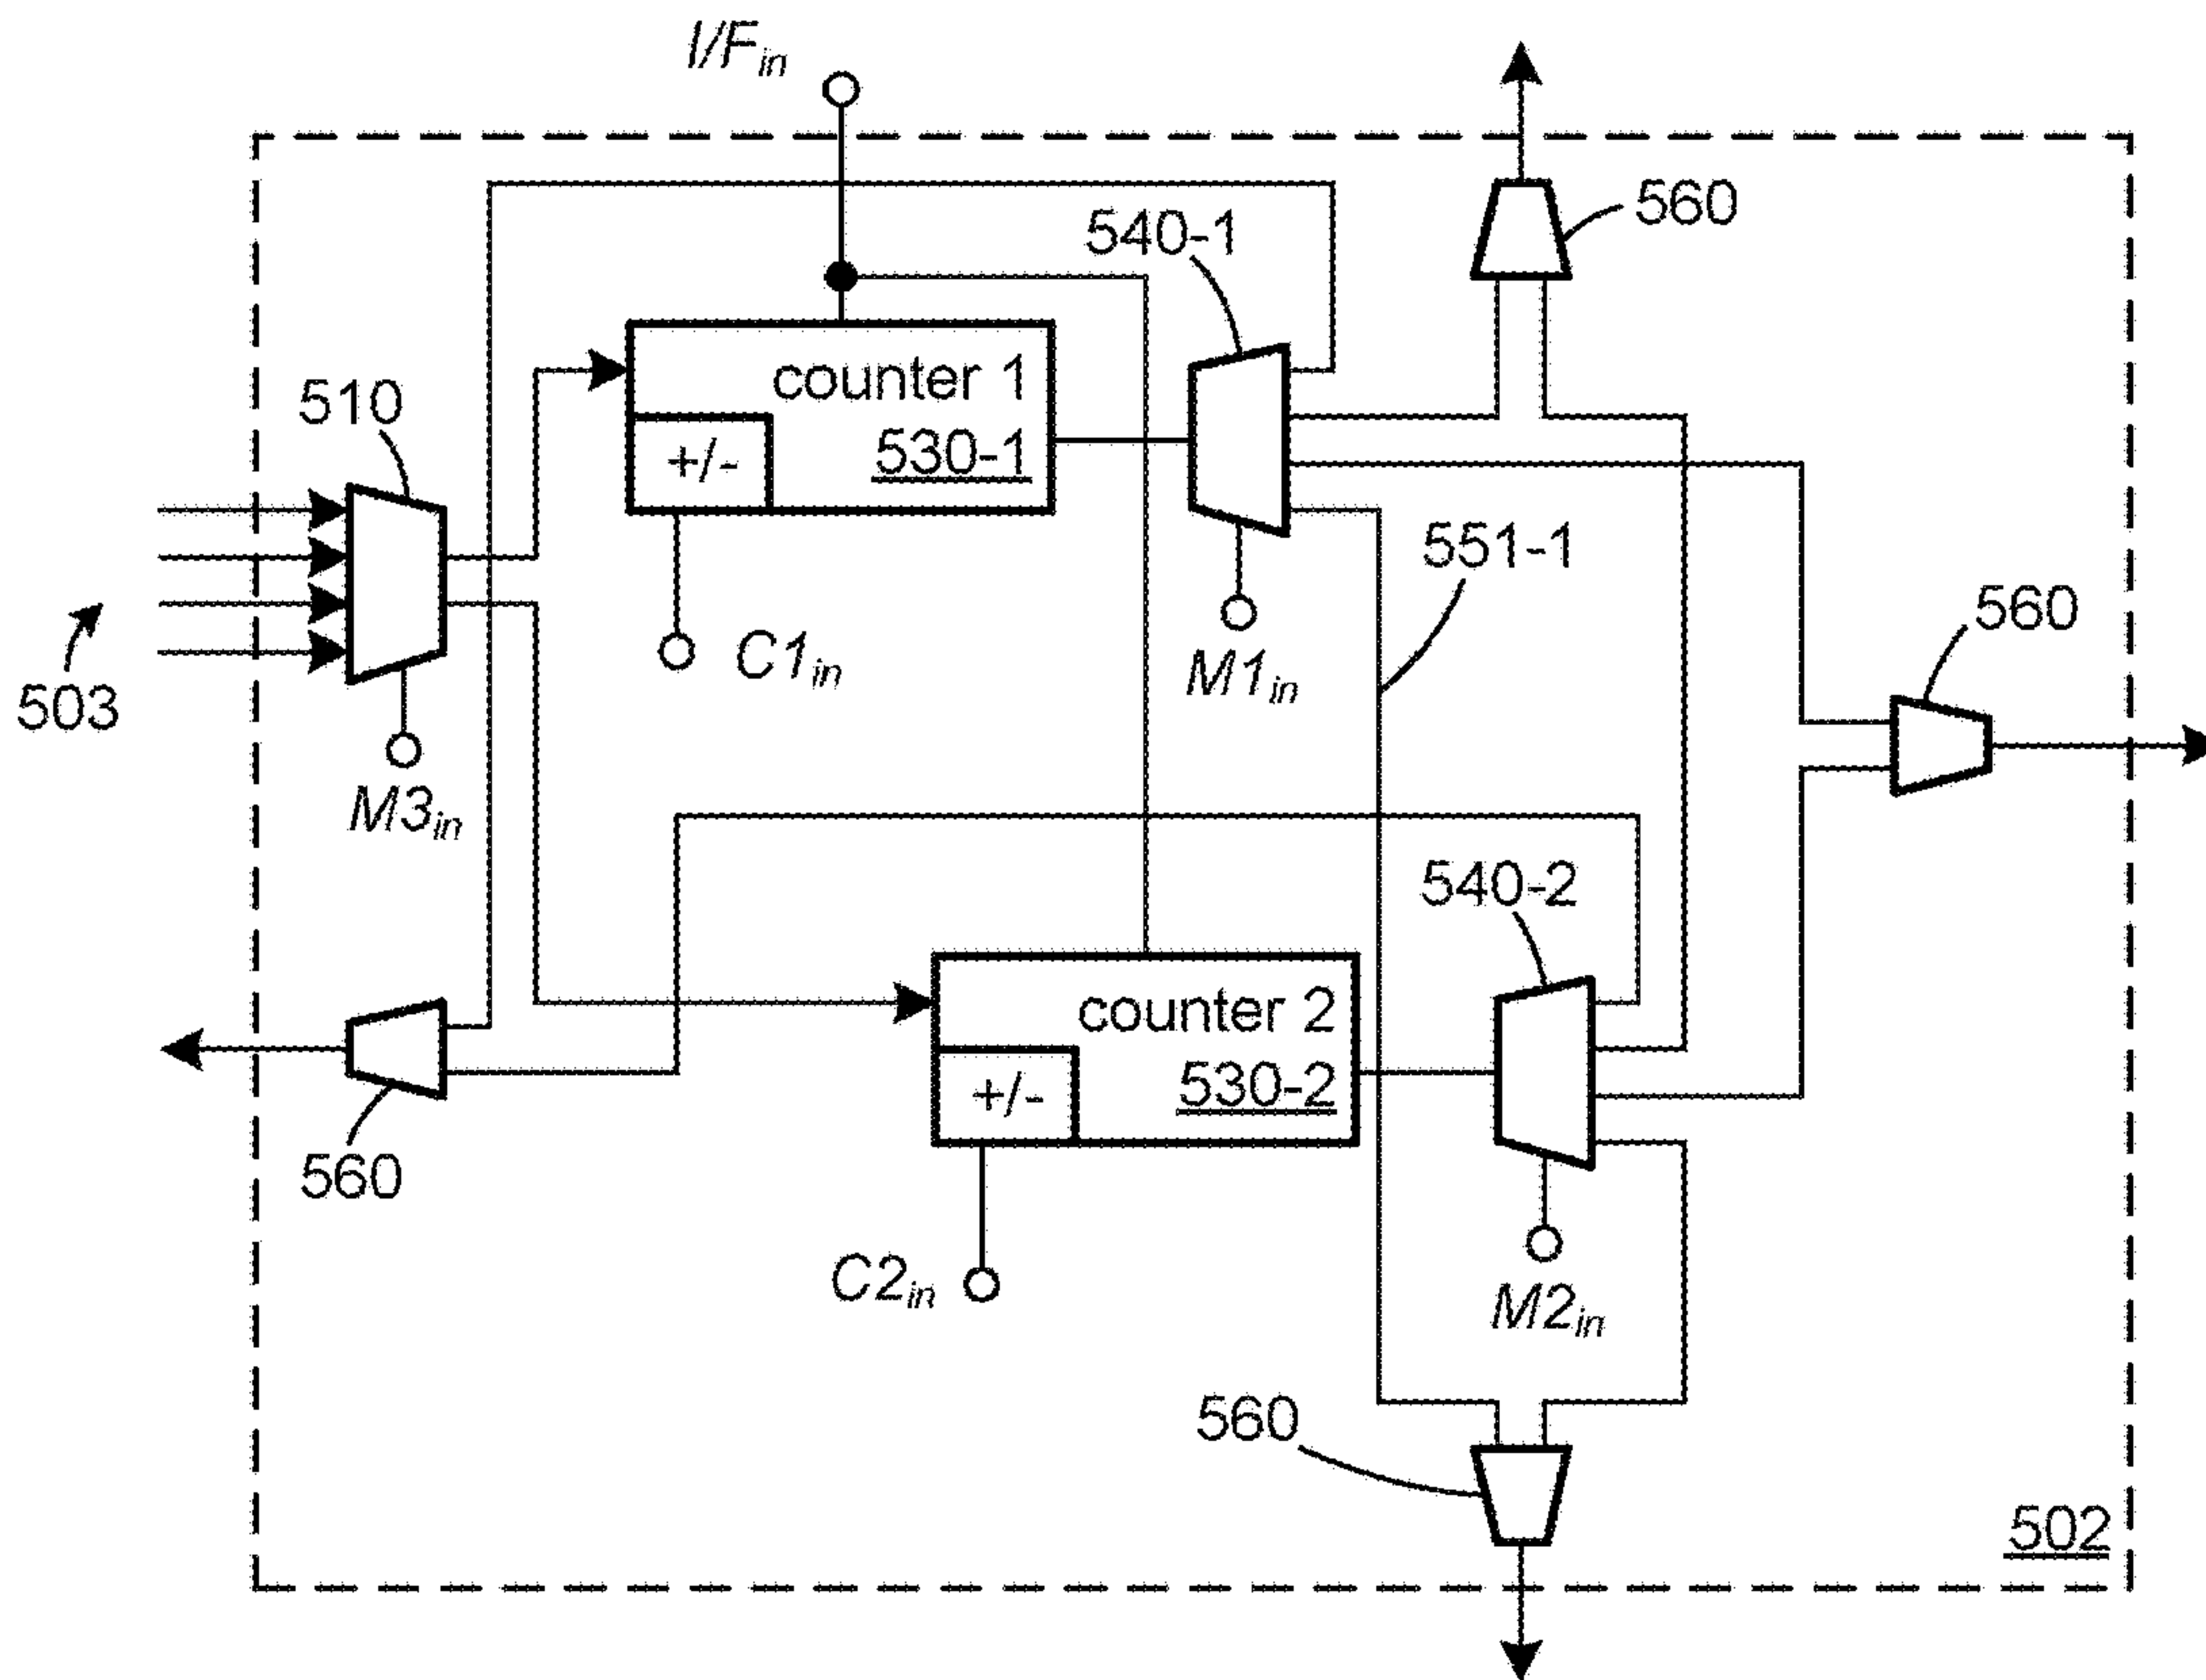 I/Fin
540-1
560
510
counter 1
530-1
+/-
551-1
560
C1in
M1in
503
M3in
540-2
counter 2
530-2
+/-
560
C2in
M2in
560
502